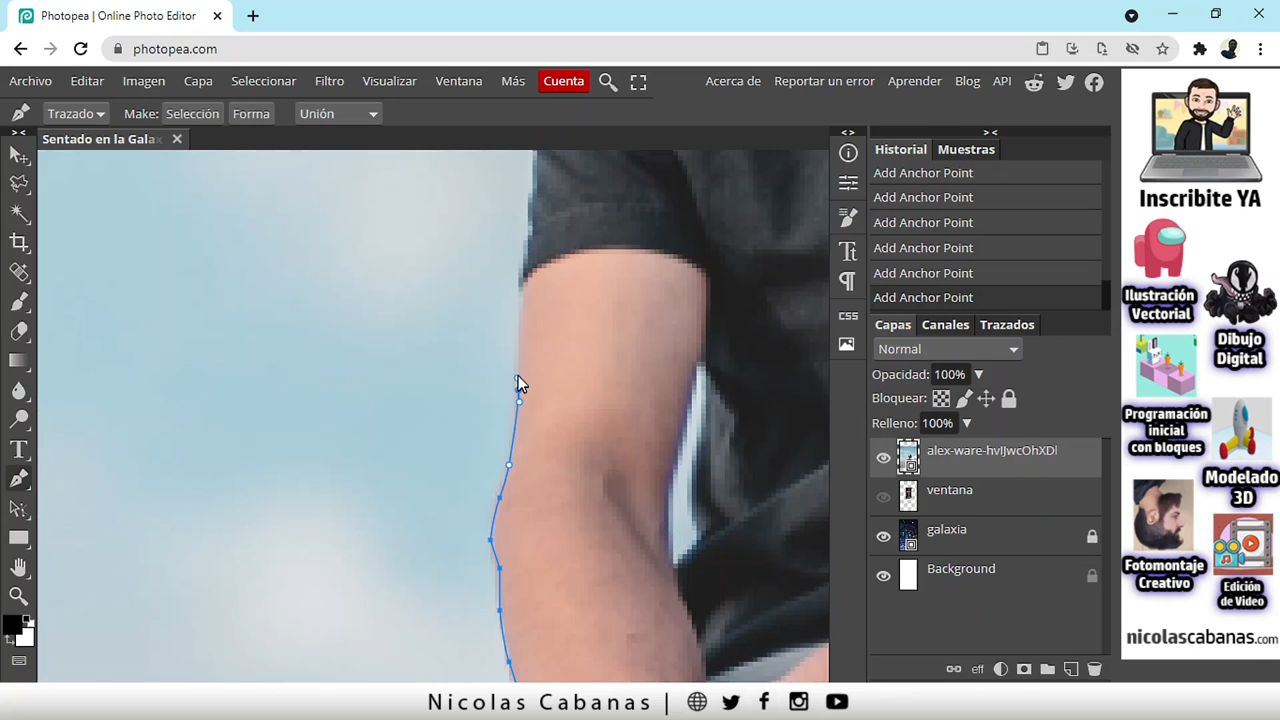 Photopea | Online Photo Editor
photopea.com
Archivo Editar Imagen Capa Seleccionar Filtro Visualizar Ventana Más Cuenta Acerca de Reportar un error Aprender Blog API
Trazado Make: Selección Forma Unión
Sentado en la Gala
Historial Muestras
Add Anchor Point
Add Anchor Point
Add Anchor Point
Add Anchor Point
Add Anchor Point
Add Anchor Point
CSS
Capas Canales Trazados
Normal
Opacidad: 100%
Bloquear:
Relleno: 100%
alex-ware-hvIJwcOhXDI
ventana
galaxia
Background
eff
Inscribite YA
Ilustración
Vectorial
Dibujo
Digital
Programación
inicial
con bloques
Modelado
3D
Fotomontaje
Creativo
Edición
de Video
nicolascabanas.com
Nicolas Cabanas |